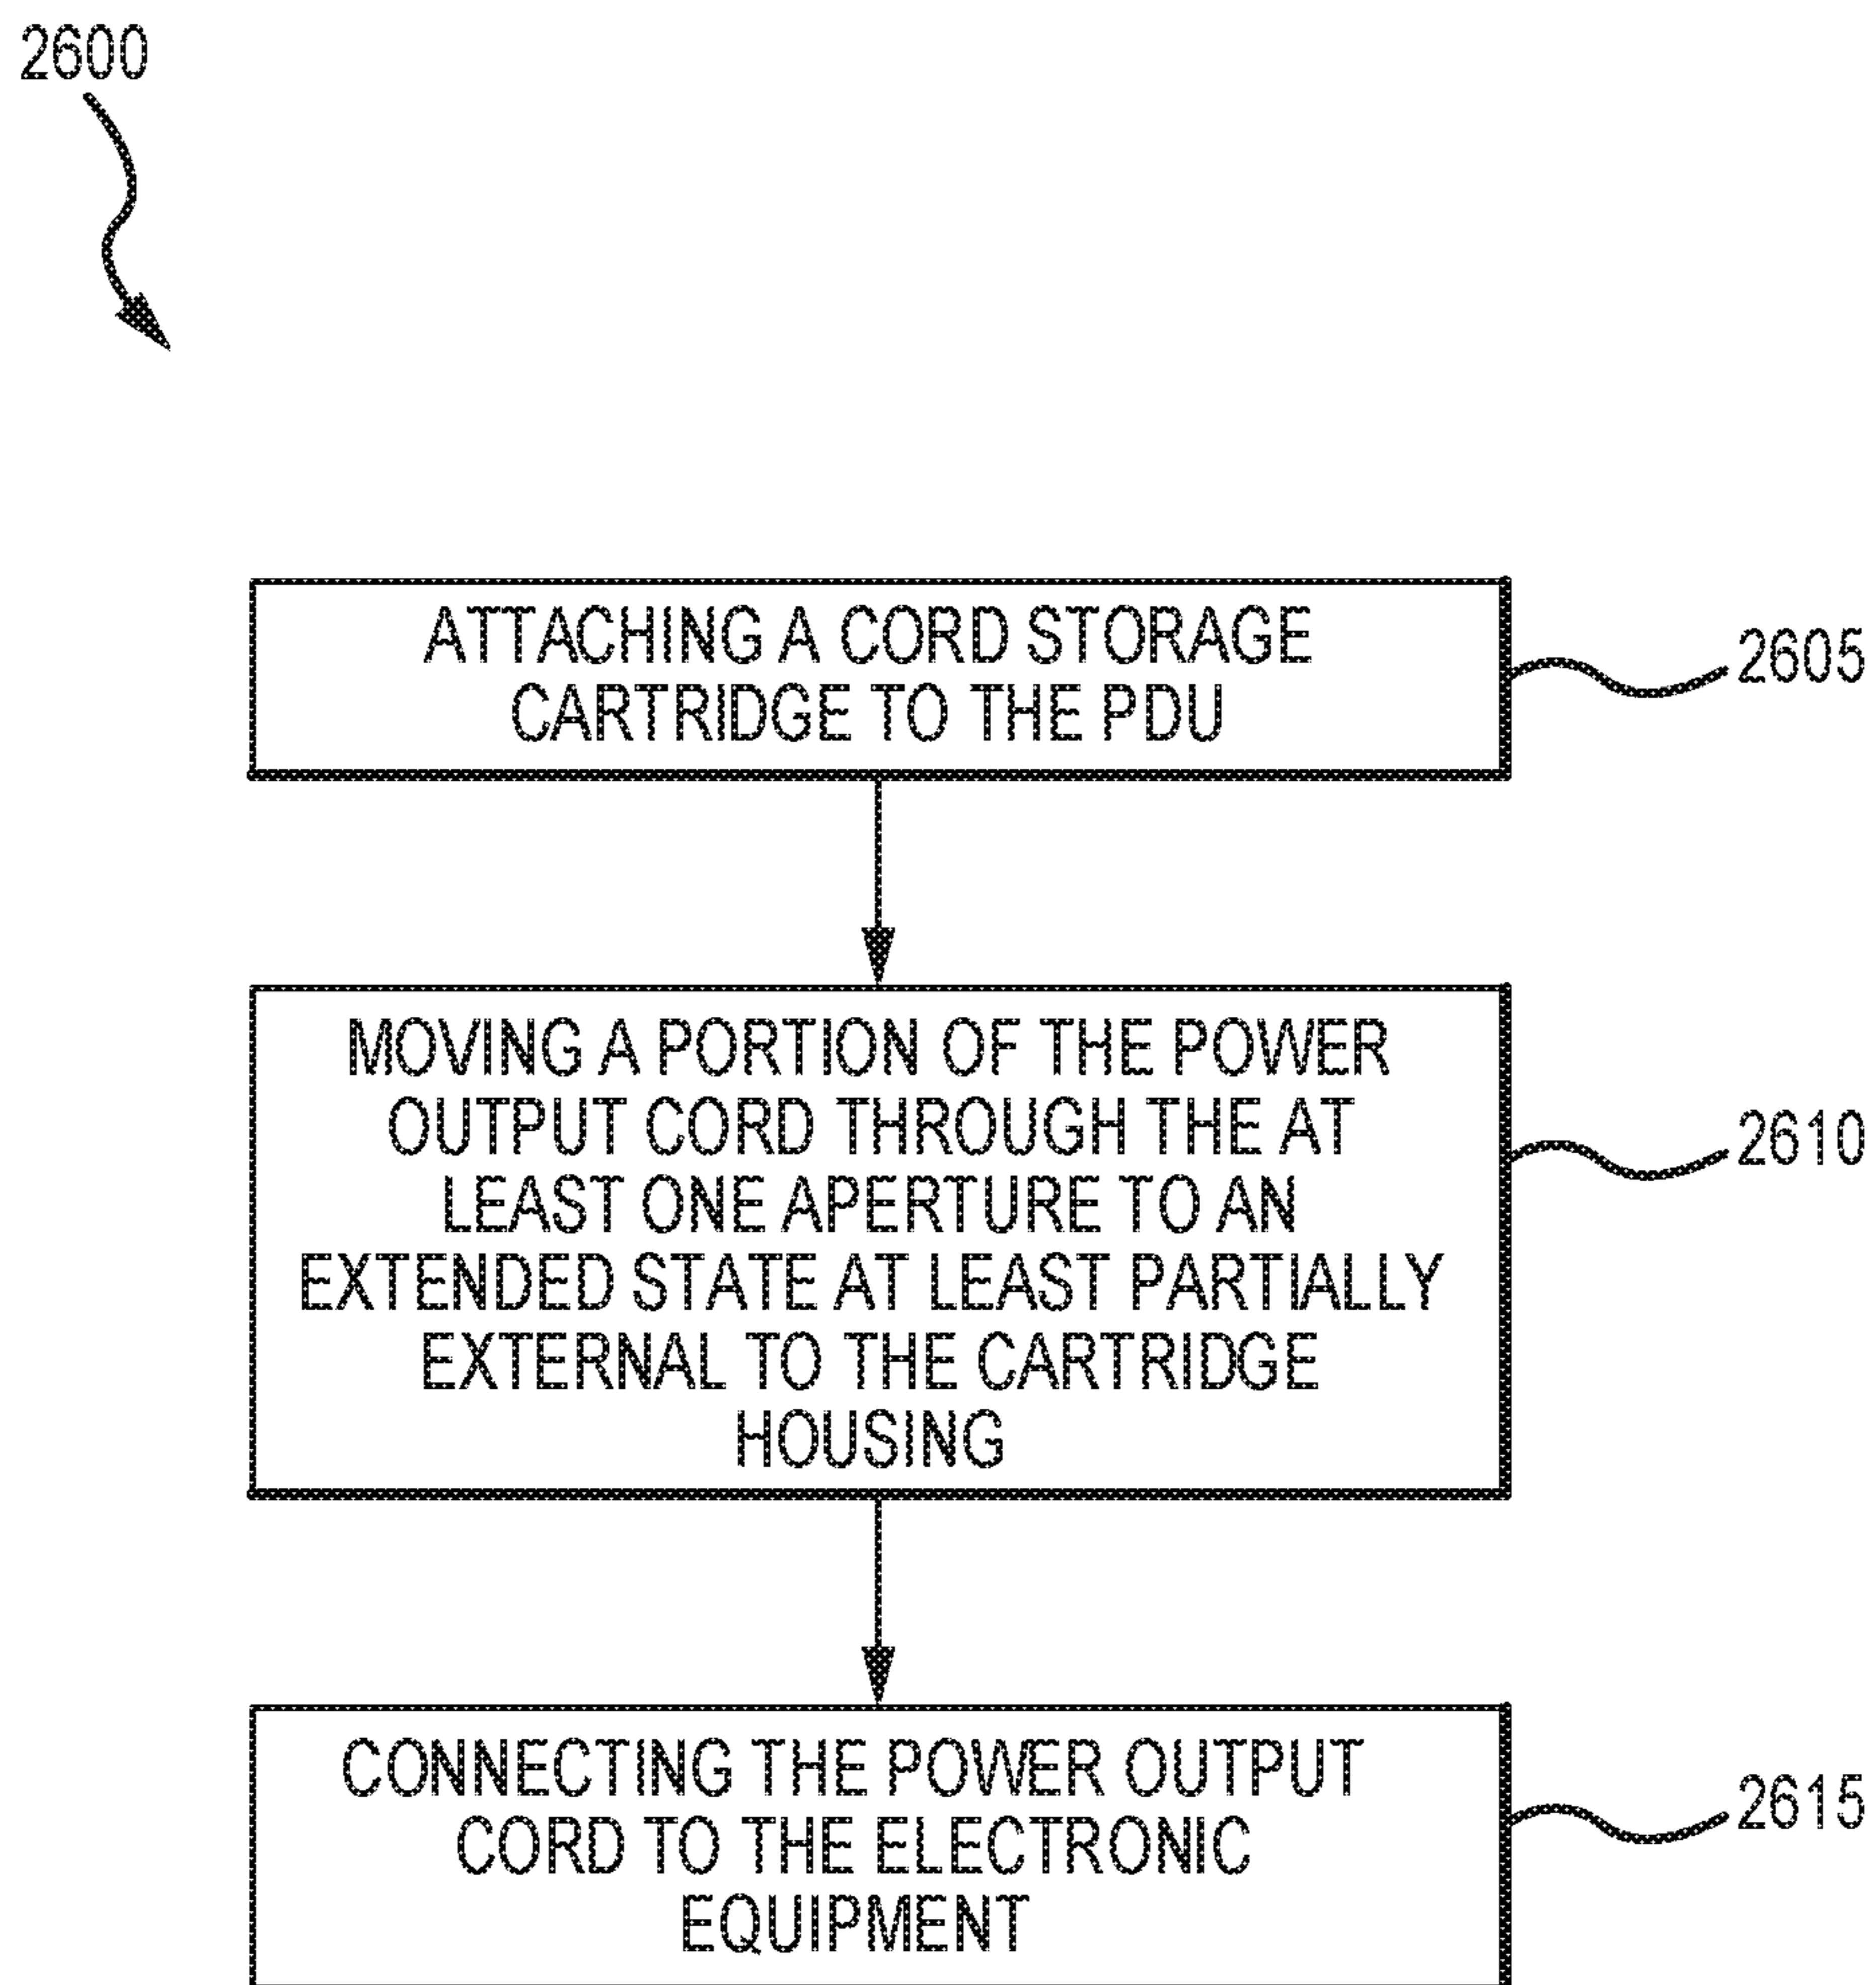 2600
ATTACHING A CORD STORAGE
CARTRIDGE TO THE PDU
2605
MOVING A PORTION OF THE POWER
OUTPUT CORD THROUGH THE AT
LEAST ONE APERTURE TO AN
EXTENDED STATE AT LEAST PARTIALLY
EXTERNAL TO THE CARTRIDGE
HOUSING
2610
CONNECTING THE POWER OUTPUT
CORD TO THE ELECTRONIC
EQUIPMENT
2615